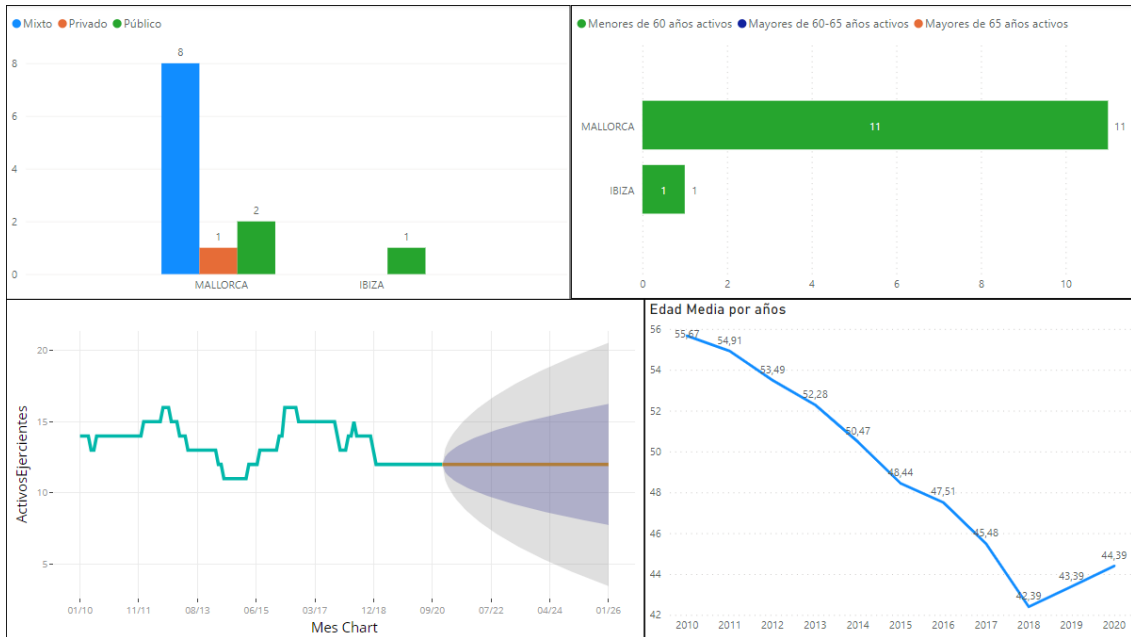 Mixto Privado Público
8
8
6
4
2
0
1
2
1
MALLORCA IBIZA
Menores de 60 años activos Mayores de 60-65 años activos Mayores de 65 años activos
MALLORCA 11 11
IBIZA 1 1
0 2 4 6 8 10
ActivosEjercientes
20
15
10
5
01/10 11/11 08/13 06/15 03/17 12/18 09/20 07/22 04/24 01/26
Mes Chart
Edad Media por años
56
54
52
50
48
46
44
42
55,67
54,91
53,49
52,28
50,47
48,44
47,51
45,48
42,39
43,39
44,39
2010 2011 2012 2013 2014 2015 2016 2017 2018 2019 2020